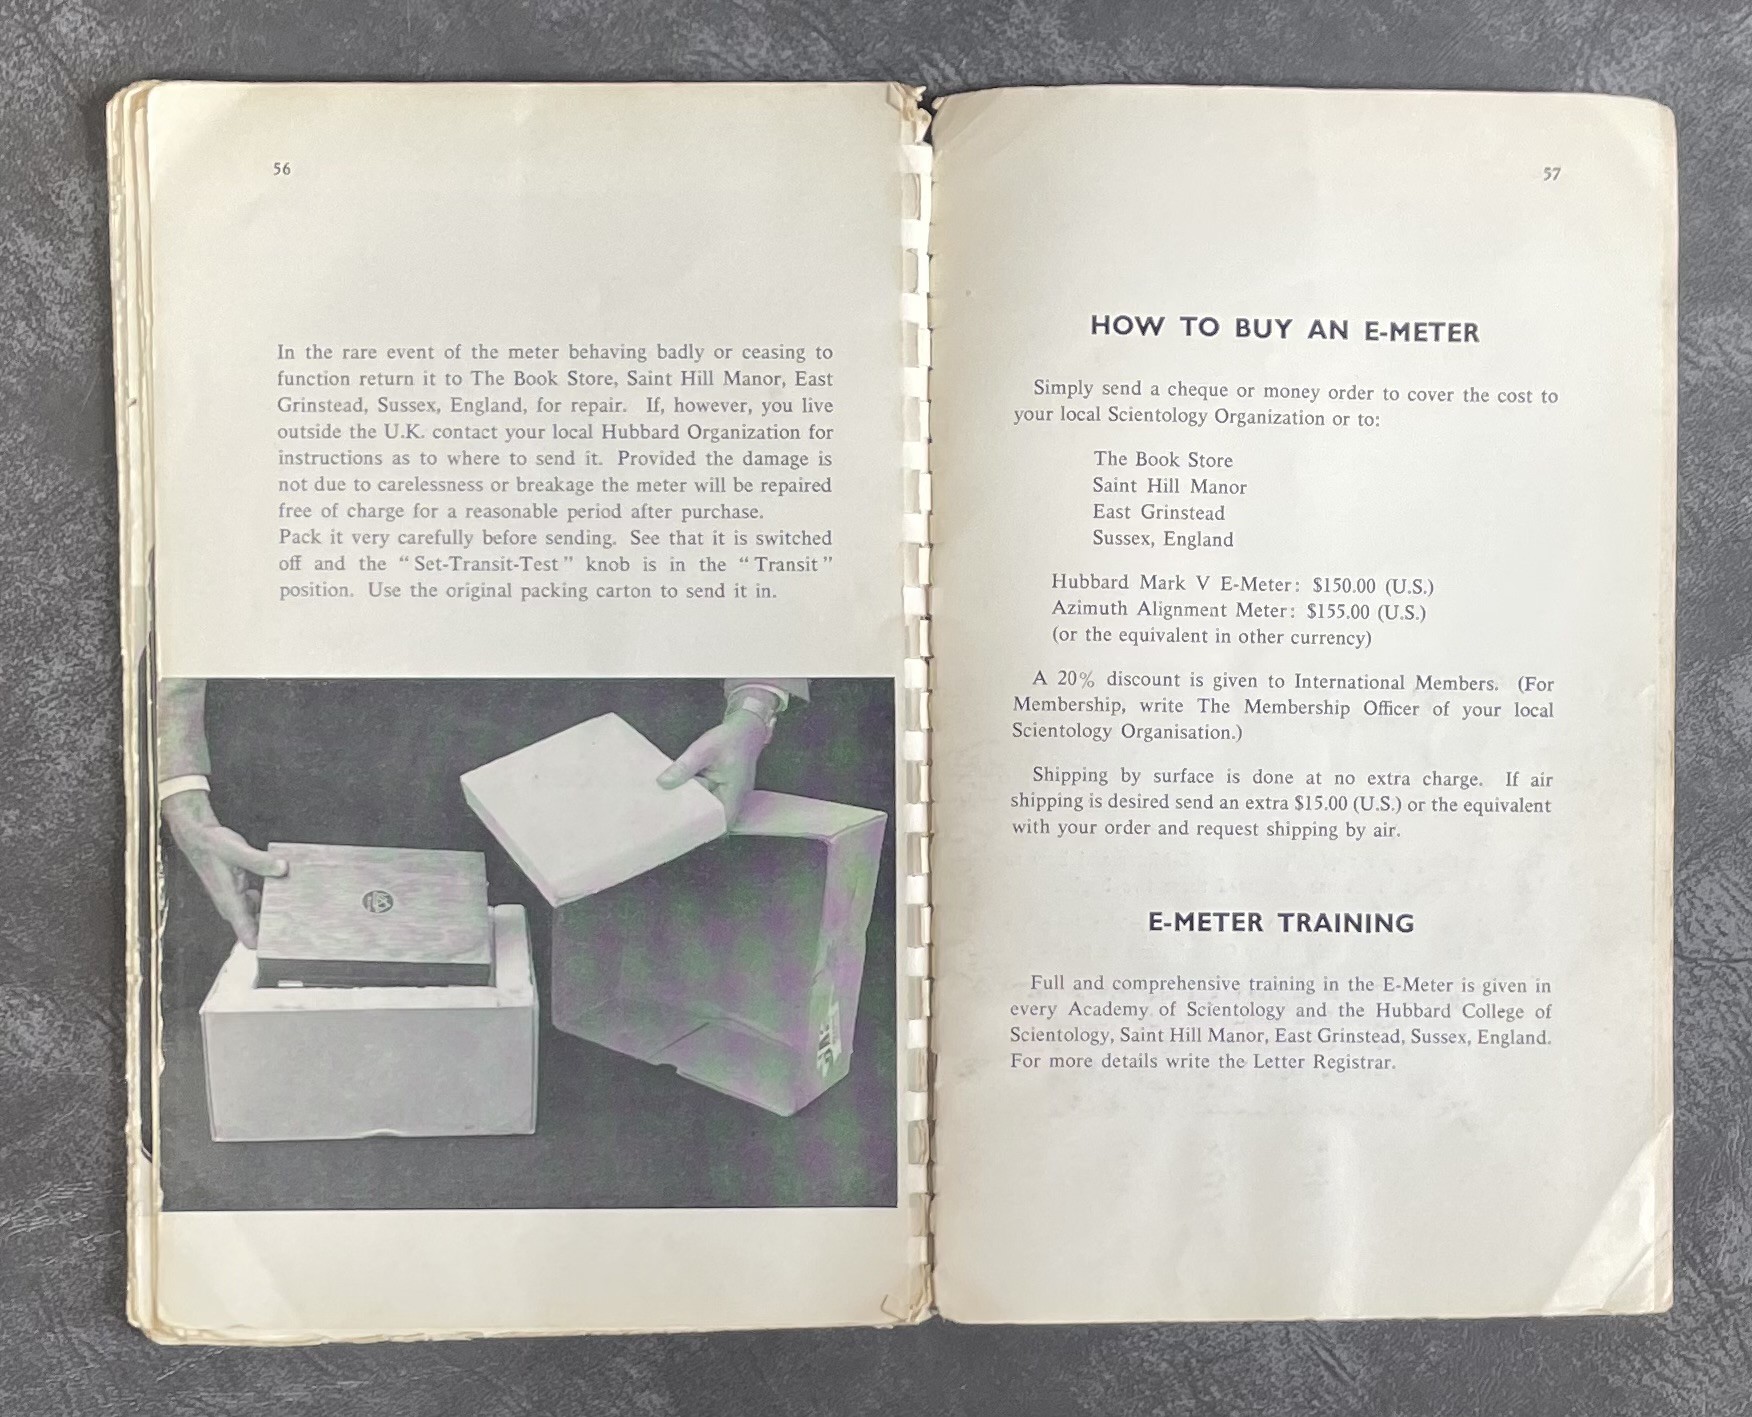 56
In the rare event of the meter behaving badly or ceasing to
function return it to The Book Store, Saint Hill Manor, East
Grinstead, Sussex, England, for repair. If, however, you live
outside the U.K. contact your local Hubbard Organization for
instructions as to where to send it. Provided the damage is
not due to carelessness or breakage the meter will be repaired
free of charge for a reasonable period after purchase.
Pack it very carefully before sending. See that it is switched
off and the “Set-Transit-Test” knob is in the “Transit”
position. Use the original packing carton to send it in.
57
HOW TO BUY AN E-METER
Simply send a cheque or money order to cover the cost to
your local Scientology Organization or to:
The Book Store
Saint Hill Manor
East Grinstead
Sussex, England
Hubbard Mark V E-Meter: $150.00 (U.S.)
Azimuth Alignment Meter: $155.00 (U.S.)
(or the equivalent in other currency)
A 20% discount is given to International Members. (For
Membership, write The Membership Officer of your local
Scientology Organisation.)
Shipping by surface is done at no extra charge. If air
shipping is desired send an extra $15.00 (U.S.) or the equivalent
with your order and request shipping by air.
E-METER TRAINING
Full and comprehensive training in the E-Meter is given in
every Academy of Scientology and the Hubbard College of
Scientology, Saint Hill Manor, East Grinstead, Sussex, England.
For more details write the Letter Registrar.